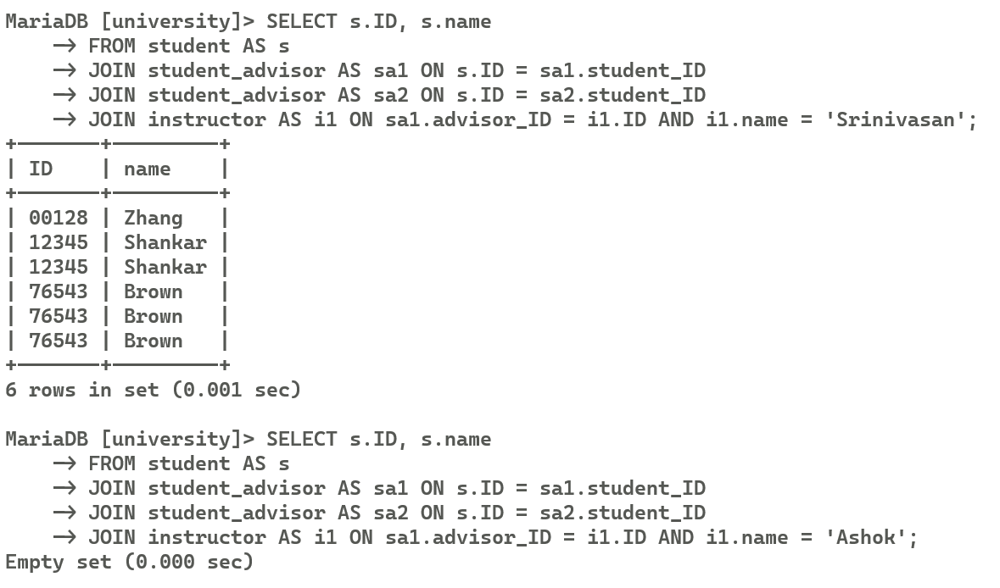 MariaDB [university]> SELECT s.ID, s.name
    -> FROM student AS s
    -> JOIN student_advisor AS sa1 ON s.ID = sa1.student_ID
    -> JOIN student_advisor AS sa2 ON s.ID = sa2.student_ID
    -> JOIN instructor AS i1 ON sa1.advisor_ID = i1.ID AND i1.name = 'Srinivasan';
+-------+---------+
| ID    | name    |
+-------+---------+
| 00128 | Zhang   |
| 12345 | Shankar |
| 12345 | Shankar |
| 76543 | Brown   |
| 76543 | Brown   |
| 76543 | Brown   |
+-------+---------+
6 rows in set (0.001 sec)

MariaDB [university]> SELECT s.ID, s.name
    -> FROM student AS s
    -> JOIN student_advisor AS sa1 ON s.ID = sa1.student_ID
    -> JOIN student_advisor AS sa2 ON s.ID = sa2.student_ID
    -> JOIN instructor AS i1 ON sa1.advisor_ID = i1.ID AND i1.name = 'Ashok';
Empty set (0.000 sec)